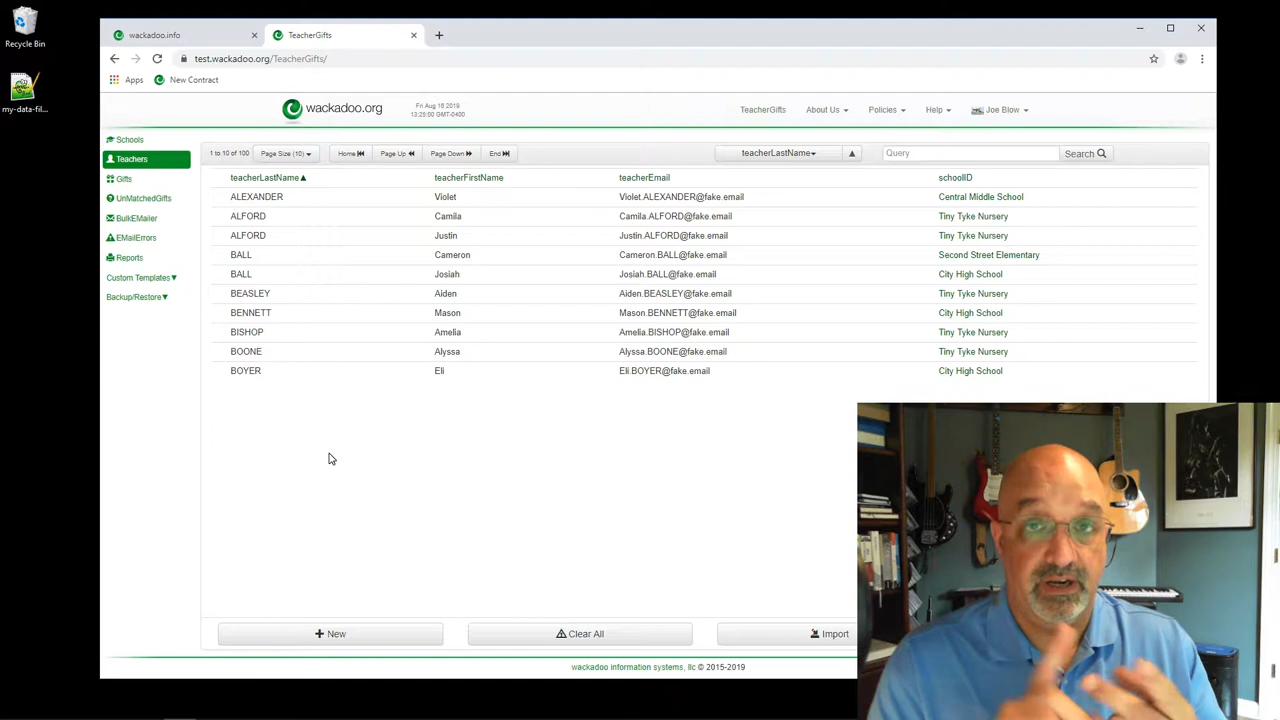 Recycle Bin
my-data-fil...
wackadoo.info
TeacherGifts
test.wackadoo.org/TeacherGifts/
Apps
New Contract
wackadoo.org
Fri Aug 16 2019
13:25:00 GMT-0400
TeacherGifts
About Us
Policies
Help
Joe Blow
Schools
Teachers
Gifts
UnMatchedGifts
BulkEMailer
EMailErrors
Reports
Custom Templates▼
Backup/Restore▼
1 to 10 of 100
Page Size (10)
Home
Page Up
Page Down
End
teacherLastName
Query
Search
teacherLastName▲ teacherFirstName teacherEmail schoolID
ALEXANDER Violet Violet.ALEXANDER@fake.email Central Middle School
ALFORD Camila Camila.ALFORD@fake.email Tiny Tyke Nursery
ALFORD Justin Justin.ALFORD@fake.email Tiny Tyke Nursery
BALL Cameron Cameron.BALL@fake.email Second Street Elementary
BALL Josiah Josiah.BALL@fake.email City High School
BEASLEY Aiden Aiden.BEASLEY@fake.email Tiny Tyke Nursery
BENNETT Mason Mason.BENNETT@fake.email City High School
BISHOP Amelia Amelia.BISHOP@fake.email Tiny Tyke Nursery
BOONE Alyssa Alyssa.BOONE@fake.email Tiny Tyke Nursery
BOYER Eli Eli.BOYER@fake.email City High School
+ New
Clear All
Import
wackadoo information systems, llc © 2015-2019